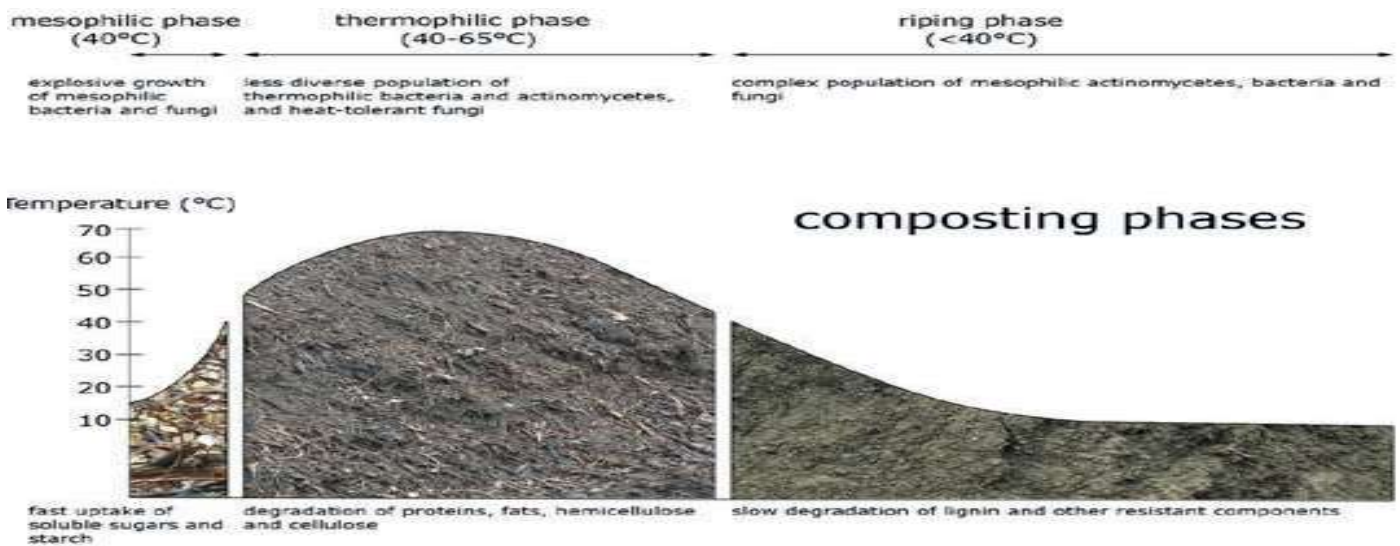 mesophilic phase
(40°C)
explosive growth
of mesophilic
bacteria and fungi
thermophilic phase
(40-65°C)
less diverse population of
thermophilic bacteria and actinomycetes,
and heat-tolerant fungi
riping phase
(<40°C)
complex population of mesophilic actinomycetes, bacteria and
fungi
Temperature (°C)
composting phases
70
60
50
40
30
20
10
fast uptake of
soluble sugars and
starch
degradation of proteins, fats, hemicellulose
and cellulose
slow degradation of lignin and other resistant components